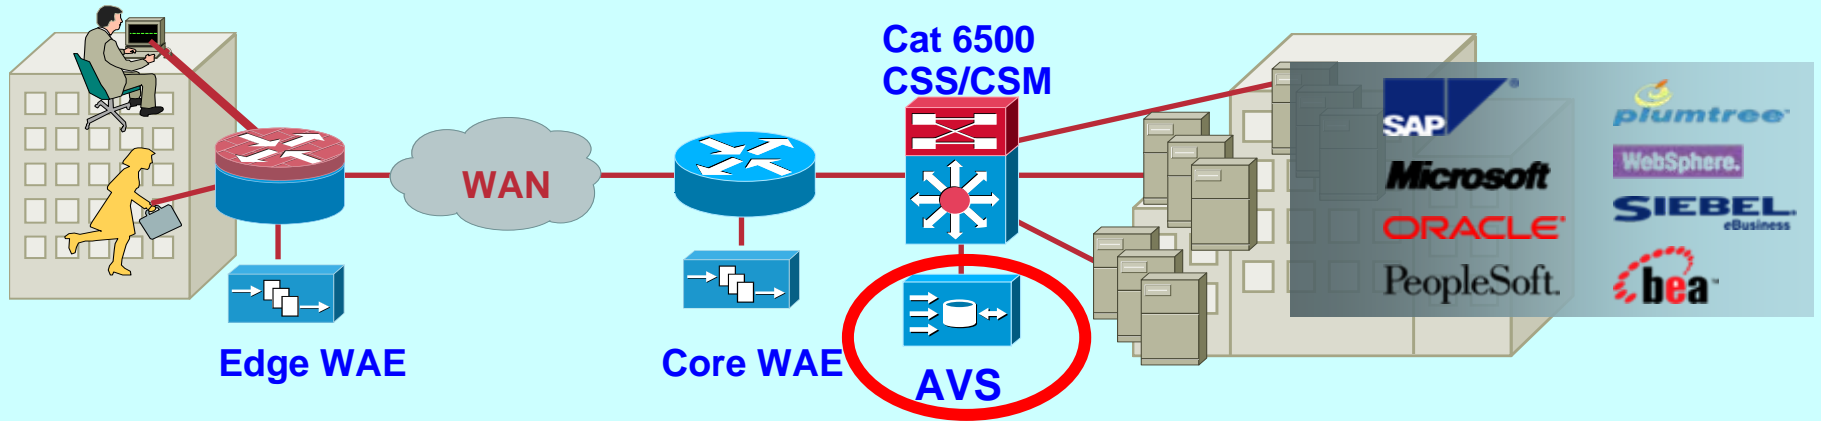 Cat 6500
CSS/CSM
WAN
Edge WAE
Core WAE
AVS
SAP
Microsoft
ORACLE
PeopleSoft.
plumtree
WebSphere.
SIEBEL.
eBusiness
bea